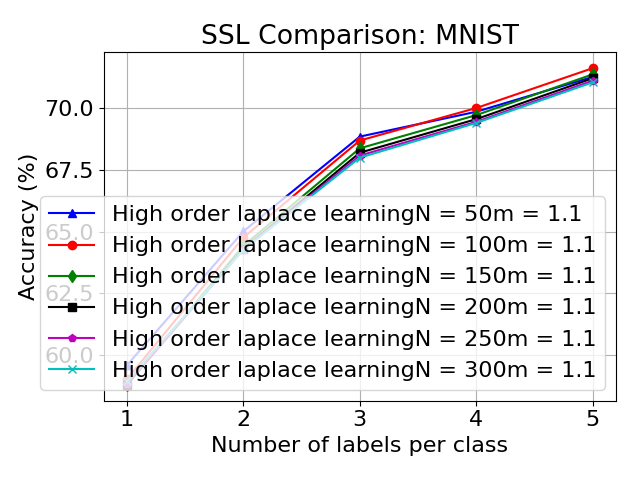 SSL Comparison: MNIST
70.0
67.5
65.0
62.5
60.0
Accuracy (%)
High order laplace learningN = 50m = 1.1
High order laplace learningN = 100m = 1.1
High order laplace learningN = 150m = 1.1
High order laplace learningN = 200m = 1.1
High order laplace learningN = 250m = 1.1
High order laplace learningN = 300m = 1.1
1 2 3 4 5
Number of labels per class